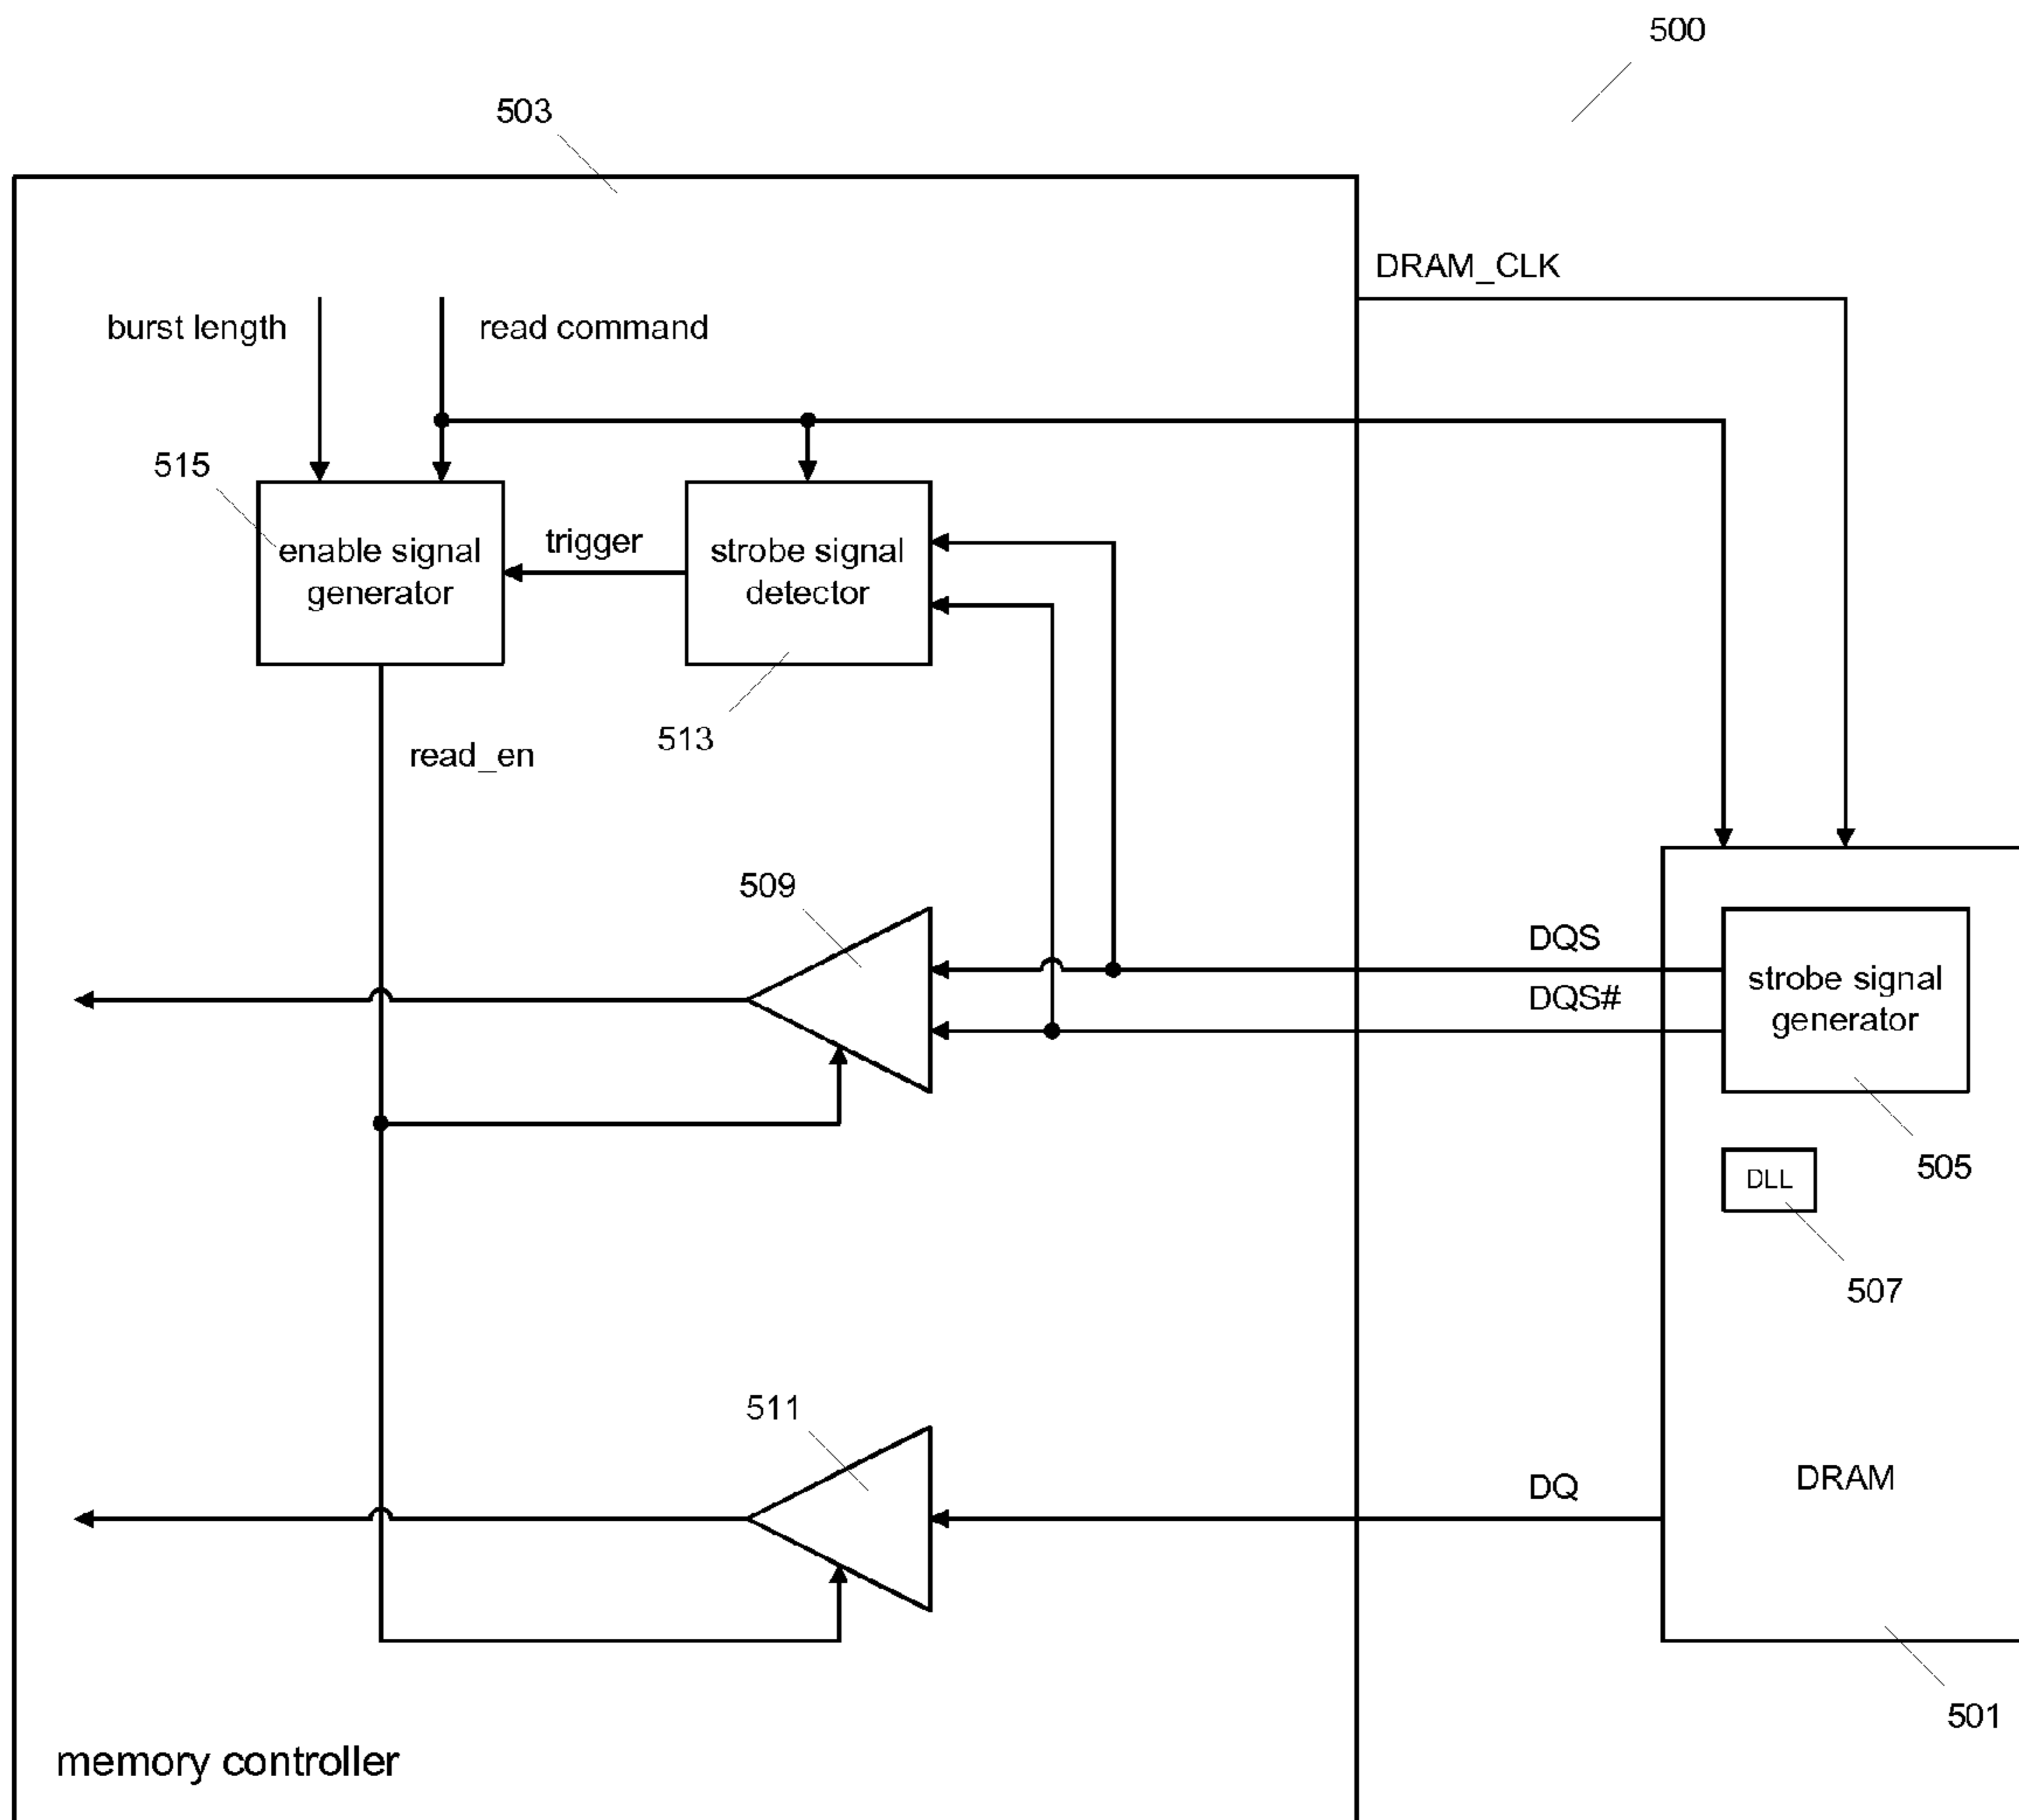 500
503
DRAM_CLK
burst length
read command
515
enable signal
generator
trigger
strobe signal
detector
513
read_en
509
DQS
DQS#
strobe signal
generator
505
DLL
507
511
DQ
DRAM
501
memory controller